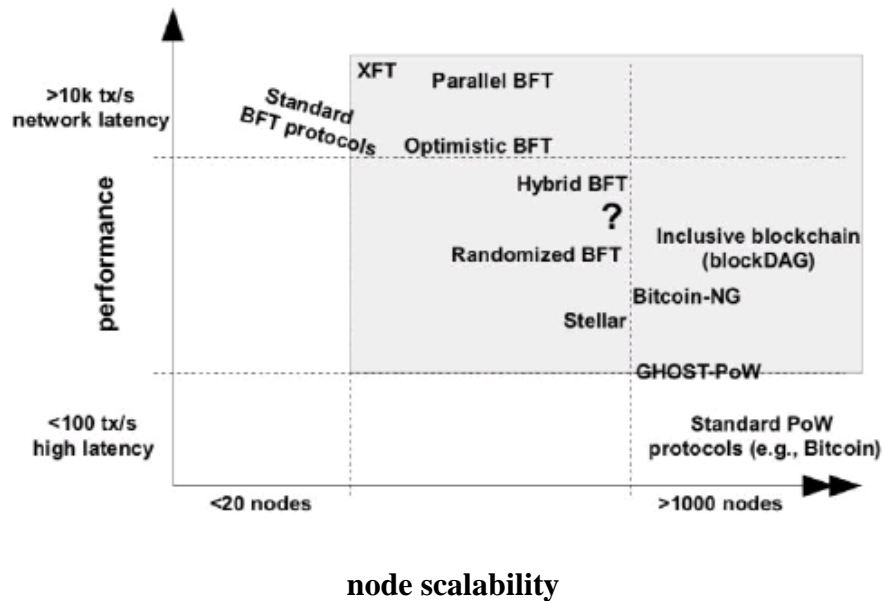 XFT
Parallel BFT
>10k tx/s
network latency
Standard
BFT protocols
Optimistic BFT
Hybrid BFT
?
performance
Inclusive blockchain
(blockDAG)
Randomized BFT
Bitcoin-NG
Stellar
GHOST-PoW
<100 tx/s
high latency
Standard PoW
protocols (e.g., Bitcoin)
<20 nodes
>1000 nodes
node scalability